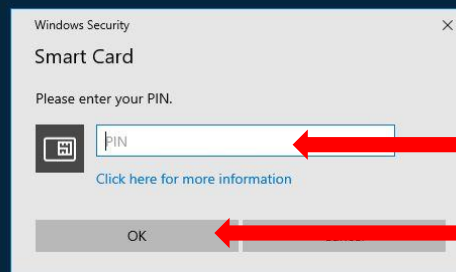 Windows Security
Smart Card
Please enter your PIN.
PIN
Click here for more information
OK